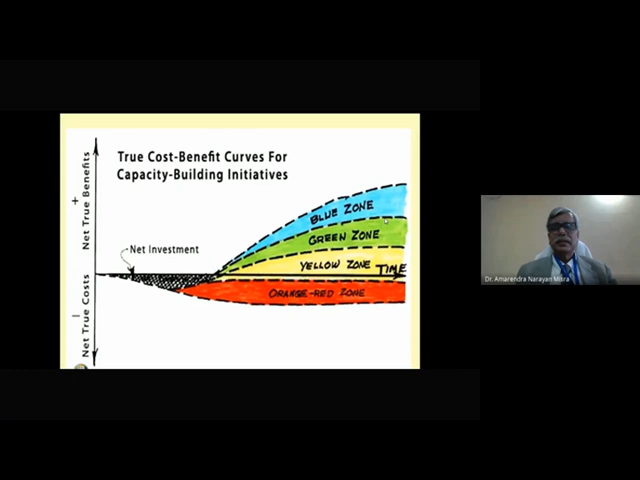 True Cost-Benefit Curves For
Capacity-Building Initiatives
+
Net True Benefits
Net Investment
BLUE ZONE
GREEN ZONE
YELLOW ZONE
TIME
ORANGE-RED ZONE
−
Net True Costs
Dr. Amarendra Narayan Misra